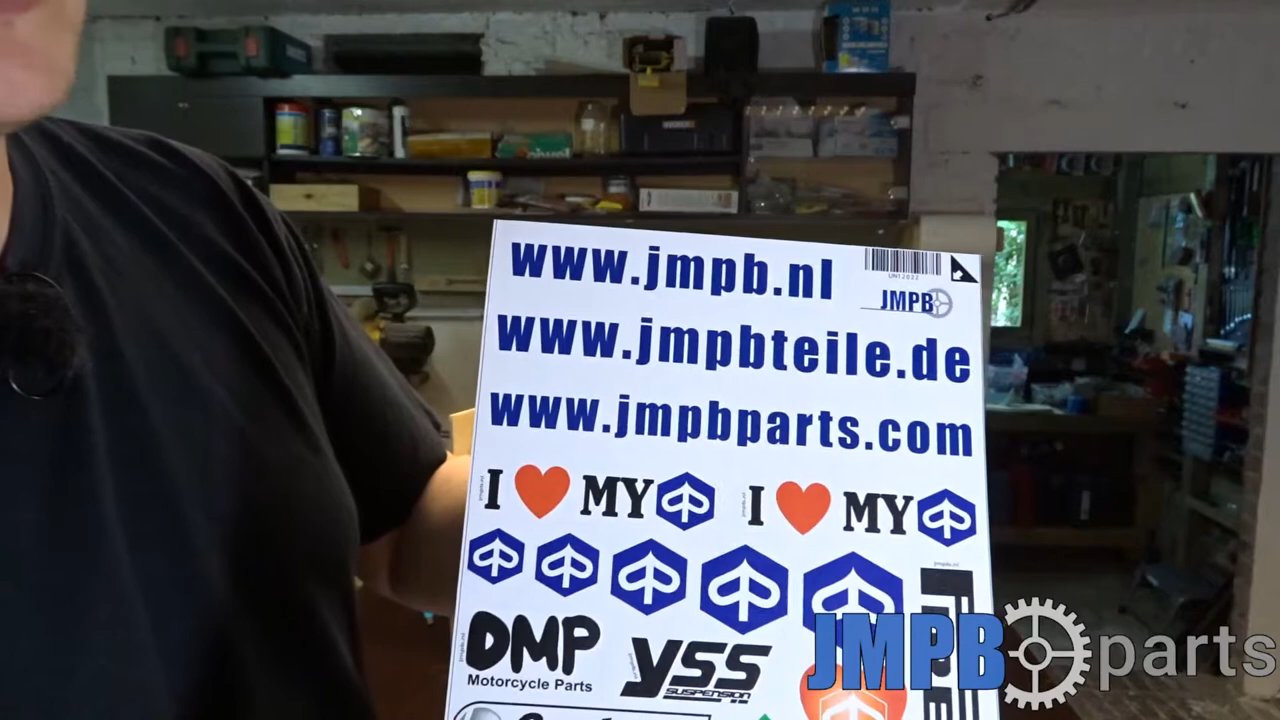 www.jmpb.nl
UN12032
JMPB
www.jmpbteile.de
www.jmpbparts.com
I MY I MY
DMP
Motorcycle Parts
YSS
SUSPENSION
JMPB parts